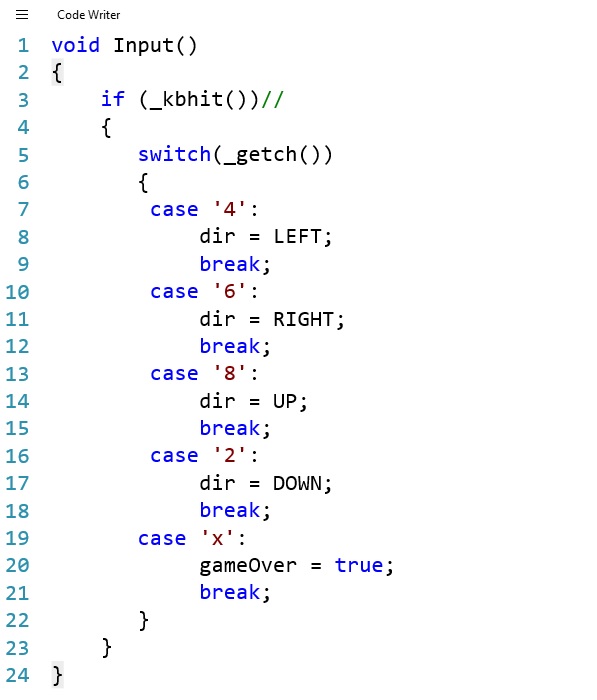 Code Writer
1 void Input()
2 {
3     if (_kbhit())//
4     {
5        switch(_getch())
6        {
7         case '4':
8             dir = LEFT;
9             break;
10         case '6':
11             dir = RIGHT;
12             break;
13         case '8':
14             dir = UP;
15             break;
16         case '2':
17             dir = DOWN;
18             break;
19        case 'x':
20             gameOver = true;
21             break;
22        }
23     }
24 }